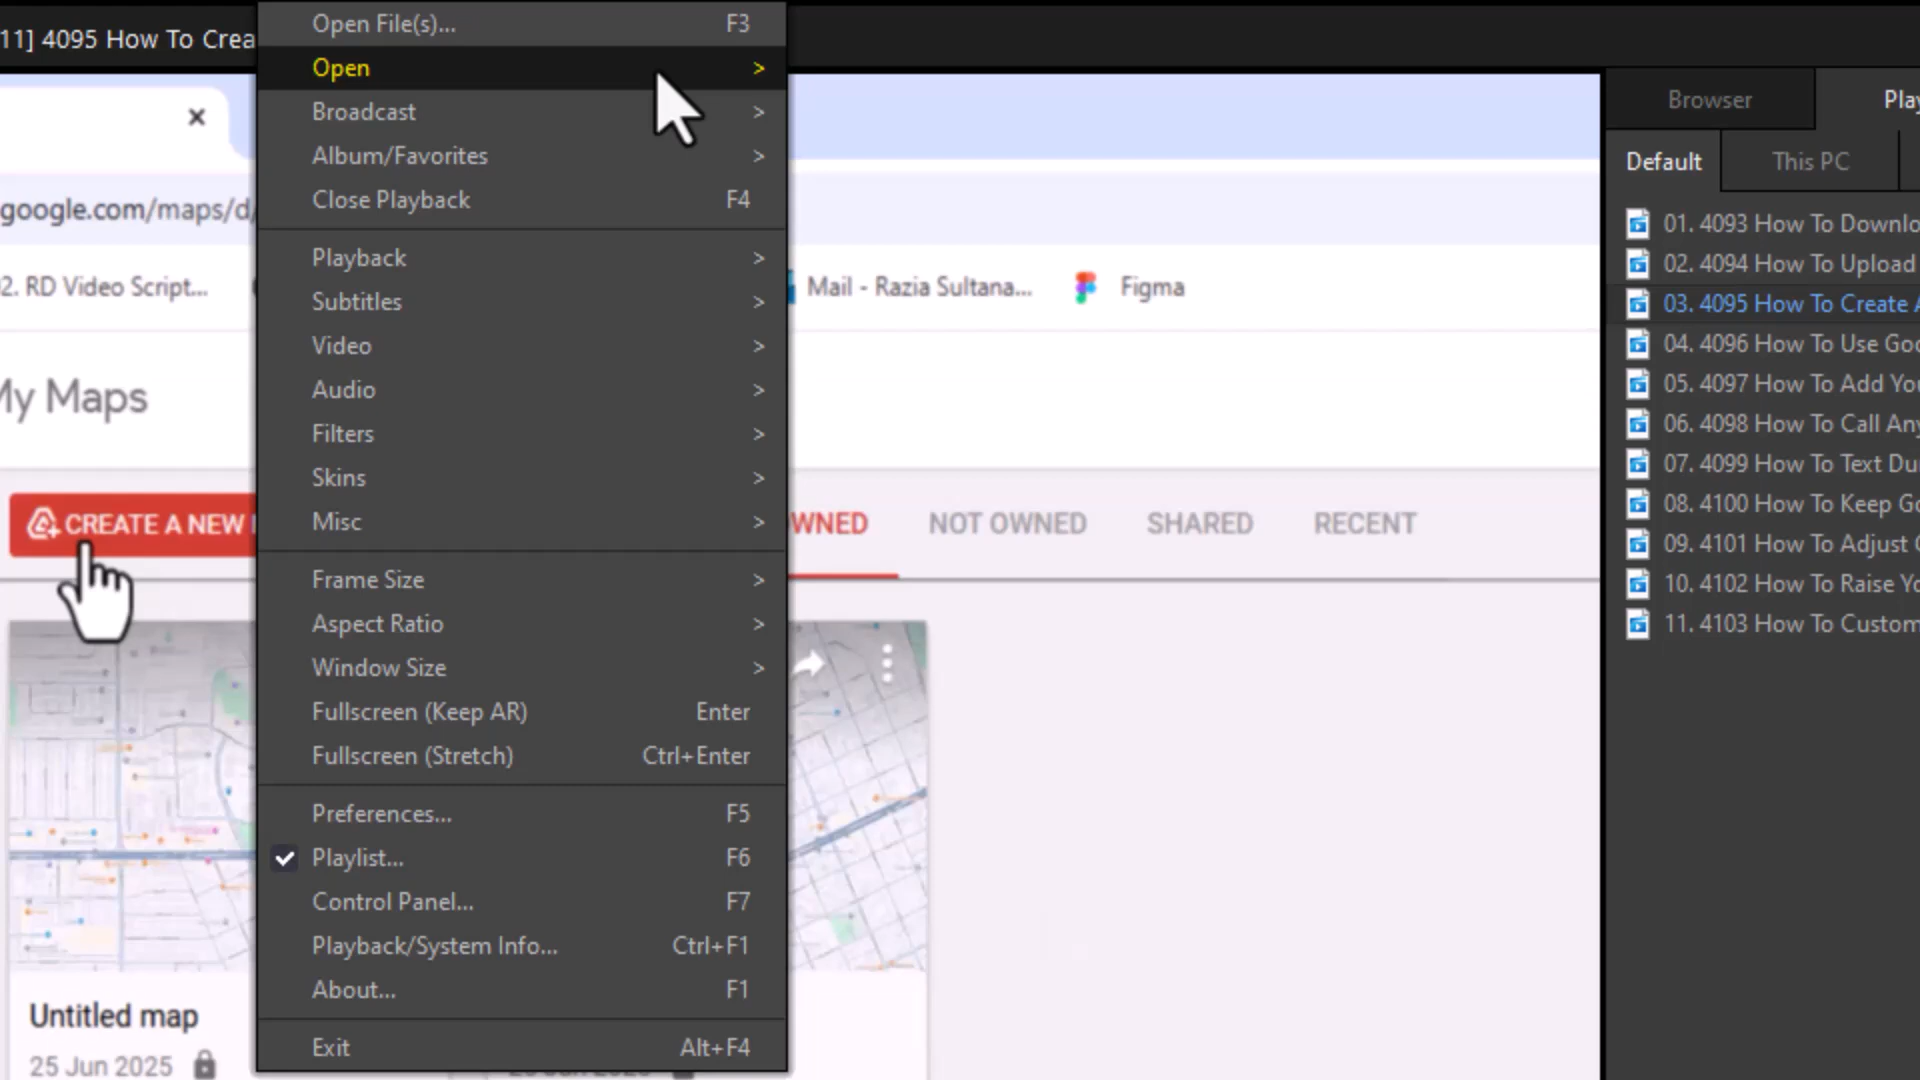 11] 4095 How To Crea
google.com/maps/d/
2. RD Video Script...
Mail - Razia Sultana...
Figma
My Maps
CREATE A NEW
WNED
NOT OWNED
SHARED
RECENT
Untitled map
25 Jun 2025
Open File(s)... F3
Open >
Broadcast >
Album/Favorites >
Close Playback F4
Playback >
Subtitles >
Video >
Audio >
Filters >
Skins >
Misc >
Frame Size >
Aspect Ratio >
Window Size >
Fullscreen (Keep AR) Enter
Fullscreen (Stretch) Ctrl+Enter
Preferences... F5
Playlist... F6
Control Panel... F7
Playback/System Info... Ctrl+F1
About... F1
Exit Alt+F4
Browser
Play
Default
This PC
01. 4093 How To Downlo
02. 4094 How To Upload
03. 4095 How To Create A
04. 4096 How To Use Goo
05. 4097 How To Add You
06. 4098 How To Call Any
07. 4099 How To Text Du
08. 4100 How To Keep Go
09. 4101 How To Adjust
10. 4102 How To Raise Yo
11. 4103 How To Custom